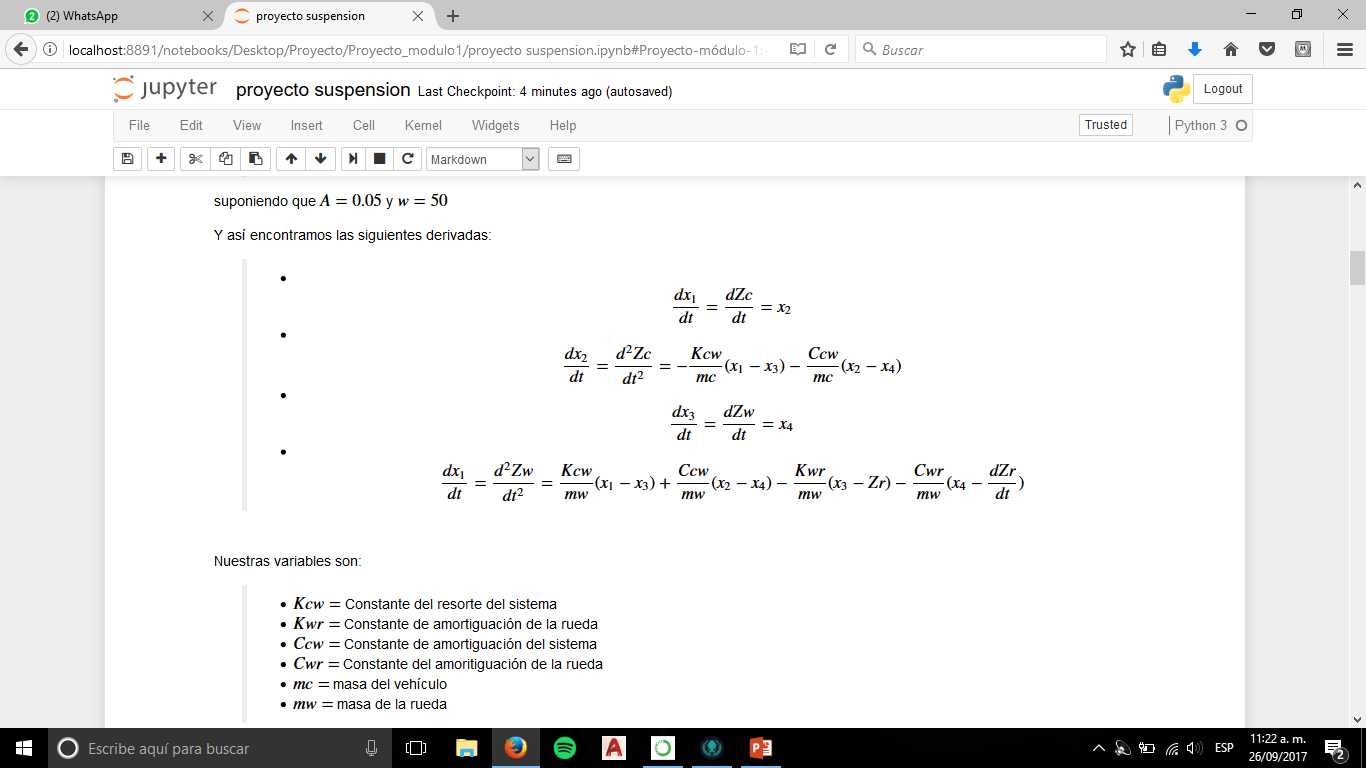 (2) WhatsApp
proyecto suspension
localhost:8891/notebooks/Desktop/Proyecto/Proyecto_modulo1/proyecto suspension.ipynb#Proyecto-módulo-1:
Buscar
jupyter proyecto suspension Last Checkpoint: 4 minutes ago (autosaved)
Logout
File Edit View Insert Cell Kernel Widgets Help
Trusted
Python 3
Markdown
suponiendo que A = 0.05 y w = 50
Y así encontramos las siguientes derivadas:
• dx₁/dt = dZc/dt = x₂
• dx₂/dt = d²Zc/dt² = −Kcw/mc(x₁ − x₃) − Ccw/mc(x₂ − x₄)
• dx₃/dt = dZw/dt = x₄
• dx₁/dt = d²Zw/dt² = Kcw/mw(x₁ − x₃) + Ccw/mw(x₂ − x₄) − Kwr/mw(x₃ − Zr) − Cwr/mw(x₄ − dZr/dt)
Nuestras variables son:
• Kcw = Constante del resorte del sistema
• Kwr = Constante de amortiguación de la rueda
• Ccw = Constante de amortiguación del sistema
• Cwr = Constante del amoritiguación de la rueda
• mc = masa del vehículo
• mw = masa de la rueda
Escribe aquí para buscar
ESP
11:22 a. m.
26/09/2017
2